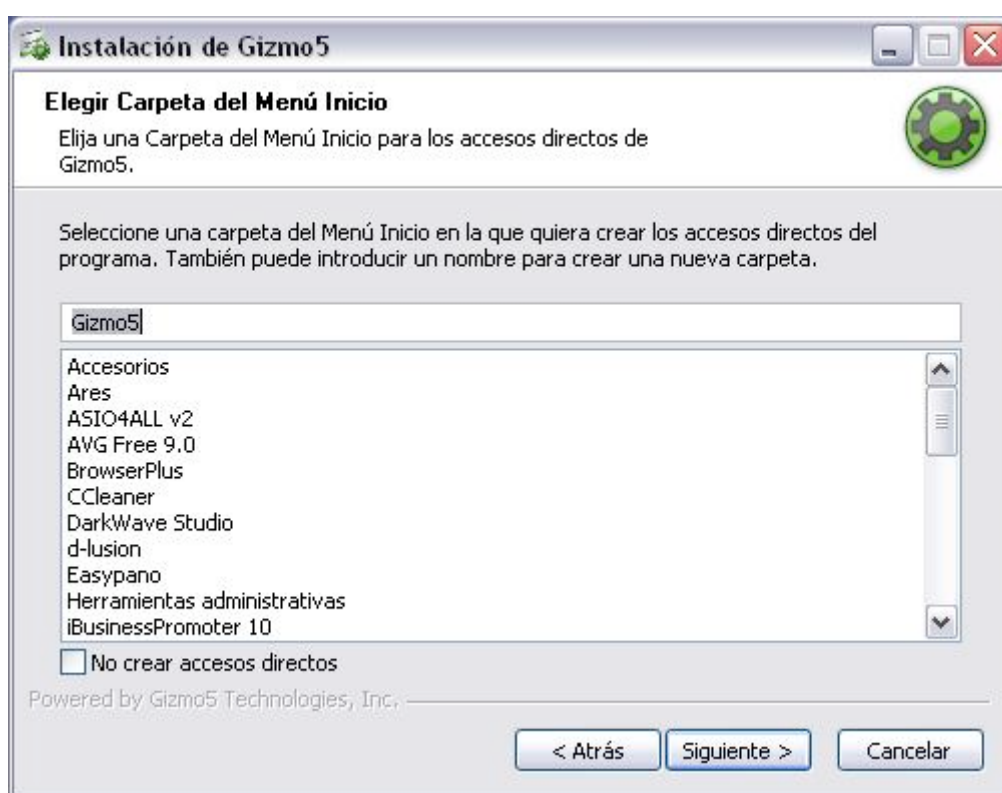 Instalación de Gizmo5
Elegir Carpeta del Menú Inicio
Elija una Carpeta del Menú Inicio para los accesos directos de
Gizmo5.
Seleccione una carpeta del Menú Inicio en la que quiera crear los accesos directos del
programa. También puede introducir un nombre para crear una nueva carpeta.
Gizmo5
Accesorios
Ares
ASIO4ALL v2
AVG Free 9.0
BrowserPlus
CCleaner
DarkWave Studio
d-lusion
Easypano
Herramientas administrativas
iBusinessPromoter 10
No crear accesos directos
Powered by Gizmo5 Technologies, Inc.
< Atrás Siguiente > Cancelar